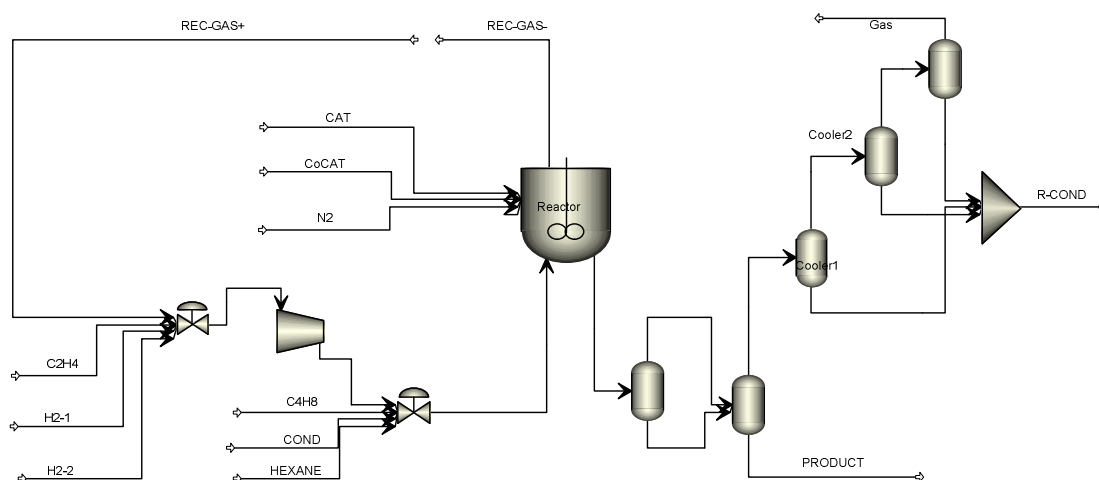 REC-GAS+
REC-GAS-
Gas
CAT
Cooler2
CoCAT
R-COND
Reactor
N2
Cooler1
C2H4
C4H8
H2-1
COND
PRODUCT
H2-2
HEXANE